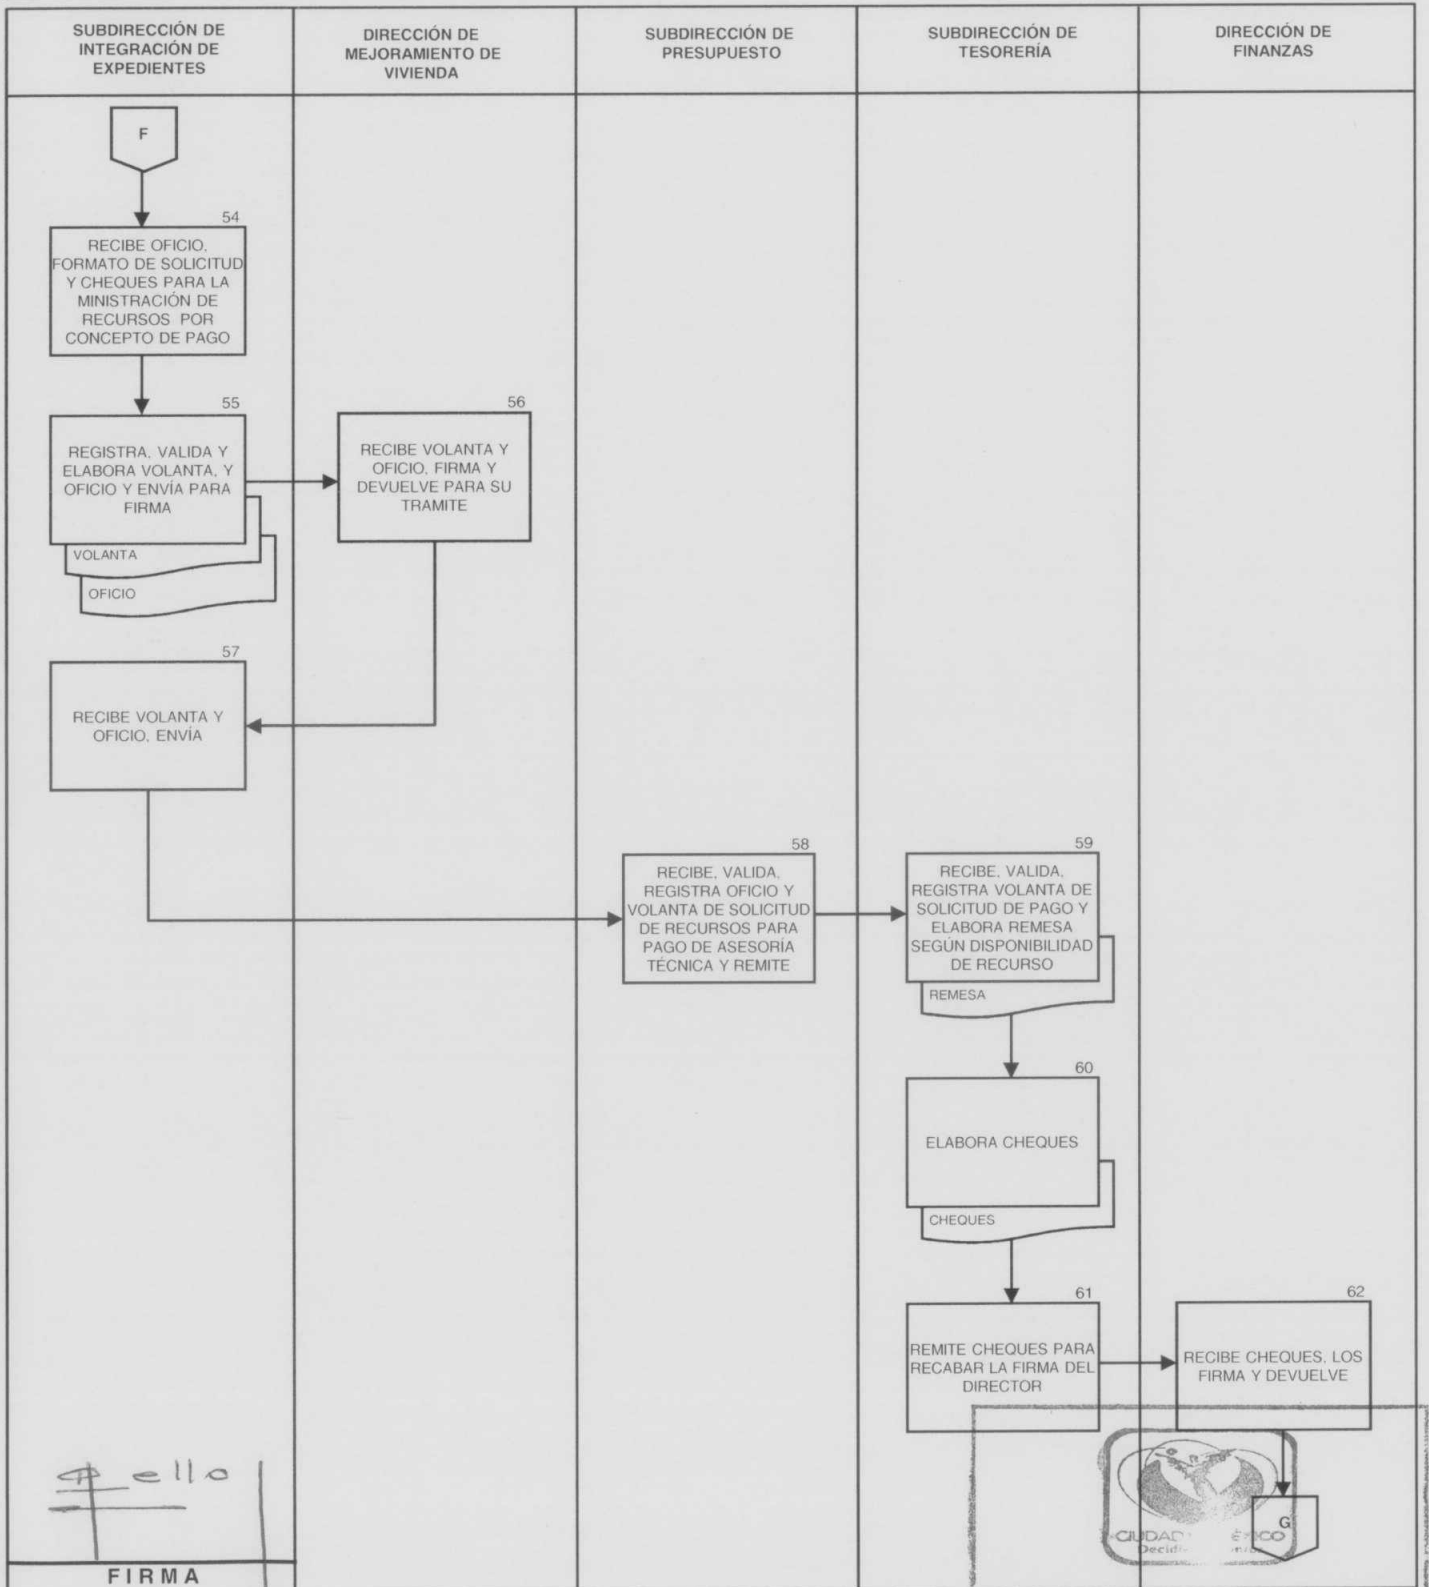 SUBDIRECCIÓN DE
INTEGRACIÓN DE
EXPEDIENTES
DIRECCIÓN DE
MEJORAMIENTO DE
VIVIENDA
SUBDIRECCIÓN DE
PRESUPUESTO
SUBDIRECCIÓN DE
TESORERÍA
DIRECCIÓN DE
FINANZAS
F
54
RECIBE OFICIO,
FORMATO DE SOLICITUD
Y CHEQUES PARA LA
MINISTRACIÓN DE
RECURSOS POR
CONCEPTO DE PAGO
55
REGISTRA, VALIDA Y
ELABORA VOLANTA, Y
OFICIO Y ENVÍA PARA
FIRMA
VOLANTA
OFICIO
56
RECIBE VOLANTA Y
OFICIO, FIRMA Y
DEVUELVE PARA SU
TRAMITE
57
RECIBE VOLANTA Y
OFICIO, ENVÍA
58
RECIBE, VALIDA,
REGISTRA OFICIO Y
VOLANTA DE SOLICITUD
DE RECURSOS PARA
PAGO DE ASESORÍA
TÉCNICA Y REMITE
59
RECIBE, VALIDA,
REGISTRA VOLANTA DE
SOLICITUD DE PAGO Y
ELABORA REMESA
SEGÚN DISPONIBILIDAD
DE RECURSO
REMESA
60
ELABORA CHEQUES
CHEQUES
61
REMITE CHEQUES PARA
RECABAR LA FIRMA DEL
DIRECTOR
62
RECIBE CHEQUES, LOS
FIRMA Y DEVUELVE
G
FIRMA